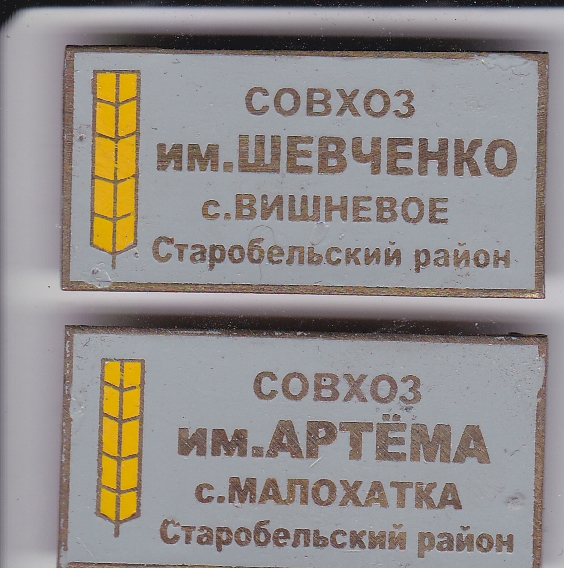 СОВХОЗ
им.ШЕВЧЕНКО
с.ВИШНЕВОЕ
Старобельский район
СОВХОЗ
им.АРТЁМА
с.МАЛОХАТКА
Старобельский район